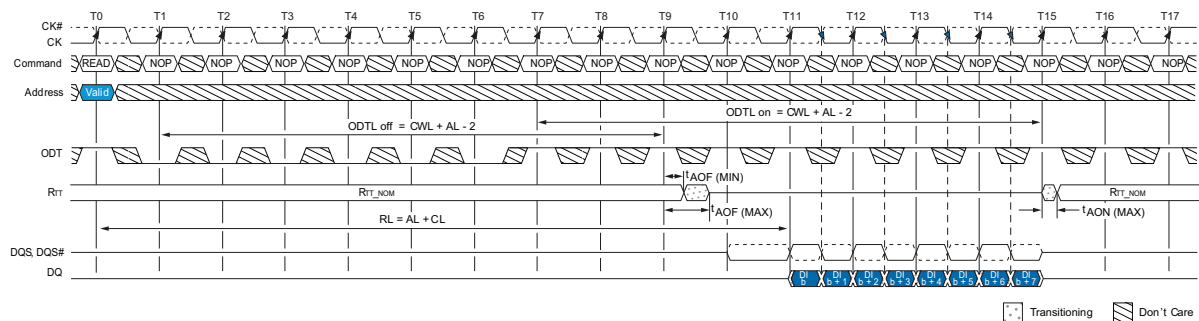 T0 T1 T2 T3 T4 T5 T6 T7 T8 T9 T10 T11 T12 T13 T14 T15 T16 T17
CK#
CK
Command READ NOP NOP NOP NOP NOP NOP NOP NOP NOP NOP NOP NOP NOP NOP NOP NOP NOP
Address Valid
ODTL off = CWL + AL - 2
ODTL on = CWL + AL - 2
ODT
tAOF (MIN)
RTT RTT_NOM RTT_NOM
tAOF (MAX) tAON (MAX)
RL = AL + CL
DQS, DQS#
DQ DI b DI b + 1 DI b + 2 DI b + 3 DI b + 4 DI b + 5 DI b + 6 DI b + 7
Transitioning Don't Care